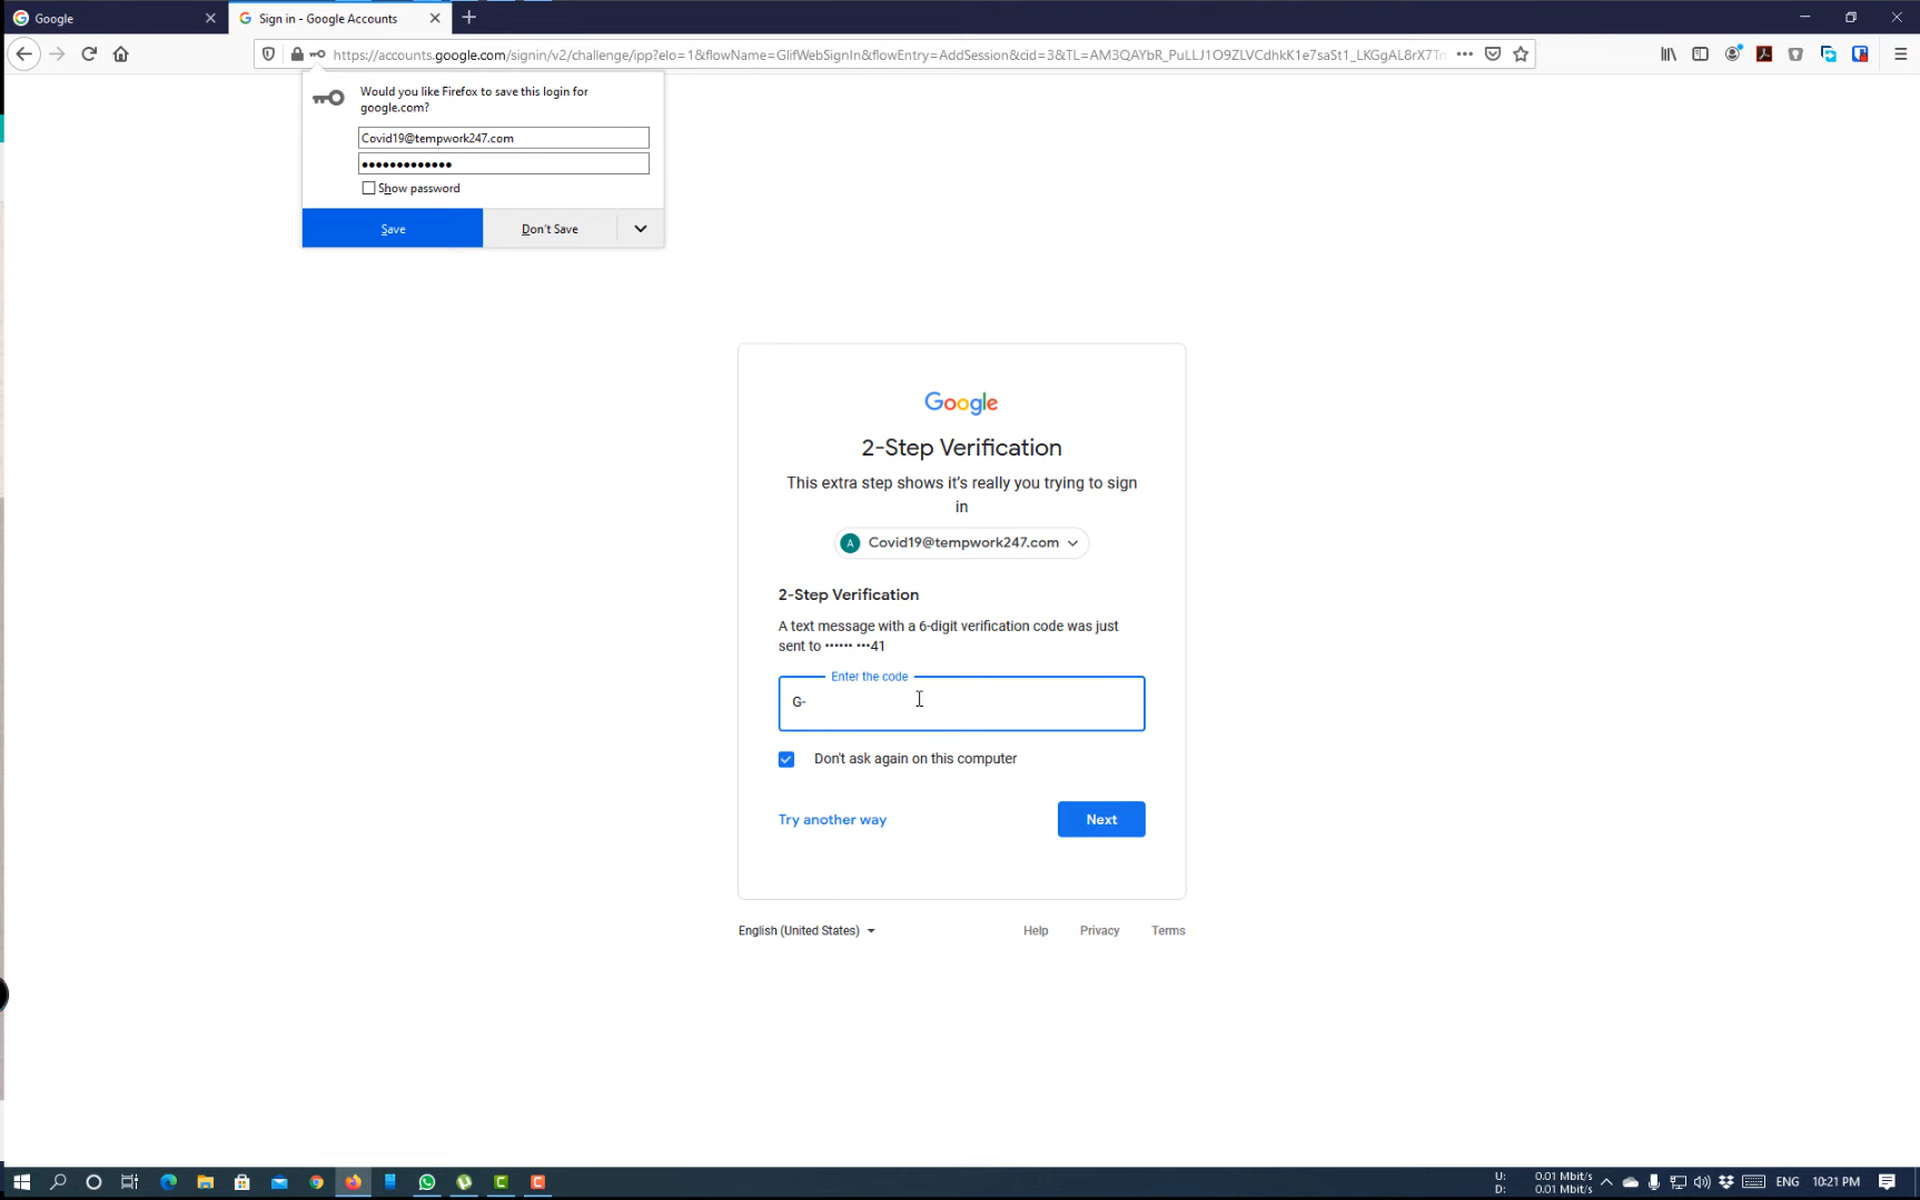 Google
Sign in - Google Accounts
https://accounts.google.com/signin/v2/challenge/ipp?elo=1&flowName=GlifWebSignIn&flowEntry=AddSession&cid=3&TL=AM3QAYbR_PuLLJ1O9ZLVCdhkK1e7saSt1_LKGgAL8rX7Tm
Would you like Firefox to save this login for
google.com?
Covid19@tempwork247.com
•••••••••••••
Show password
Save
Don't Save
Google
2-Step Verification
This extra step shows it's really you trying to sign
in
A
Covid19@tempwork247.com
2-Step Verification
A text message with a 6-digit verification code was just
sent to •••••• •••41
Enter the code
G-
Don't ask again on this computer
Try another way
Next
English (United States)
Help
Privacy
Terms
U: 0.01 Mbit/s
D: 0.01 Mbit/s
ENG
10:21 PM